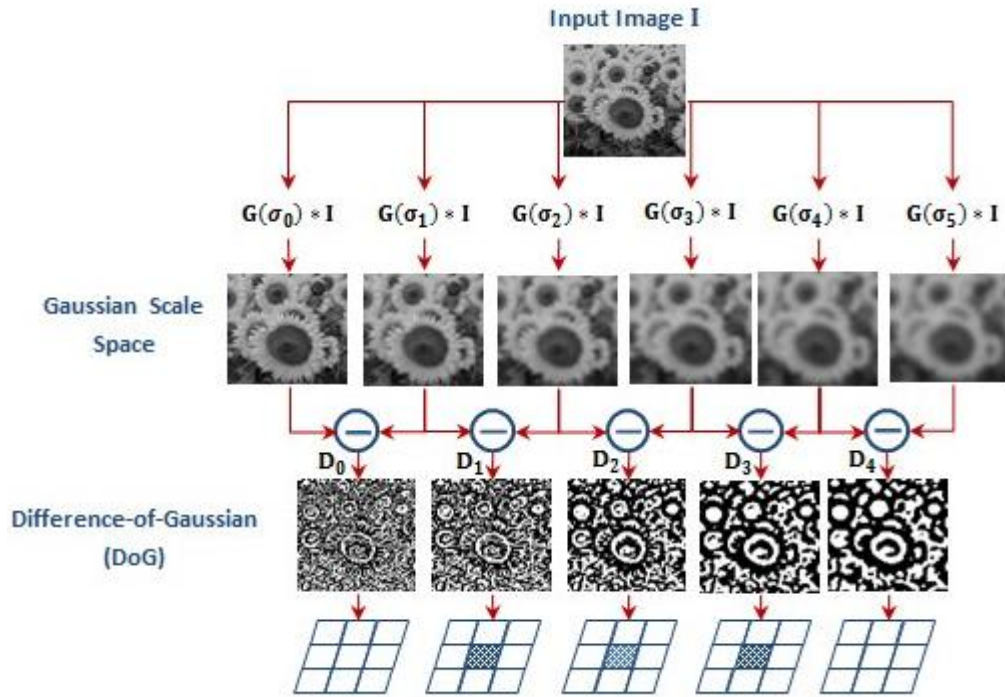 Input Image I
G(σ₀) * I G(σ₁) * I G(σ₂) * I G(σ₃) * I G(σ₄) * I G(σ₅) * I
Gaussian Scale
Space
D₀ D₁ D₂ D₃ D₄
Difference-of-Gaussian
(DoG)